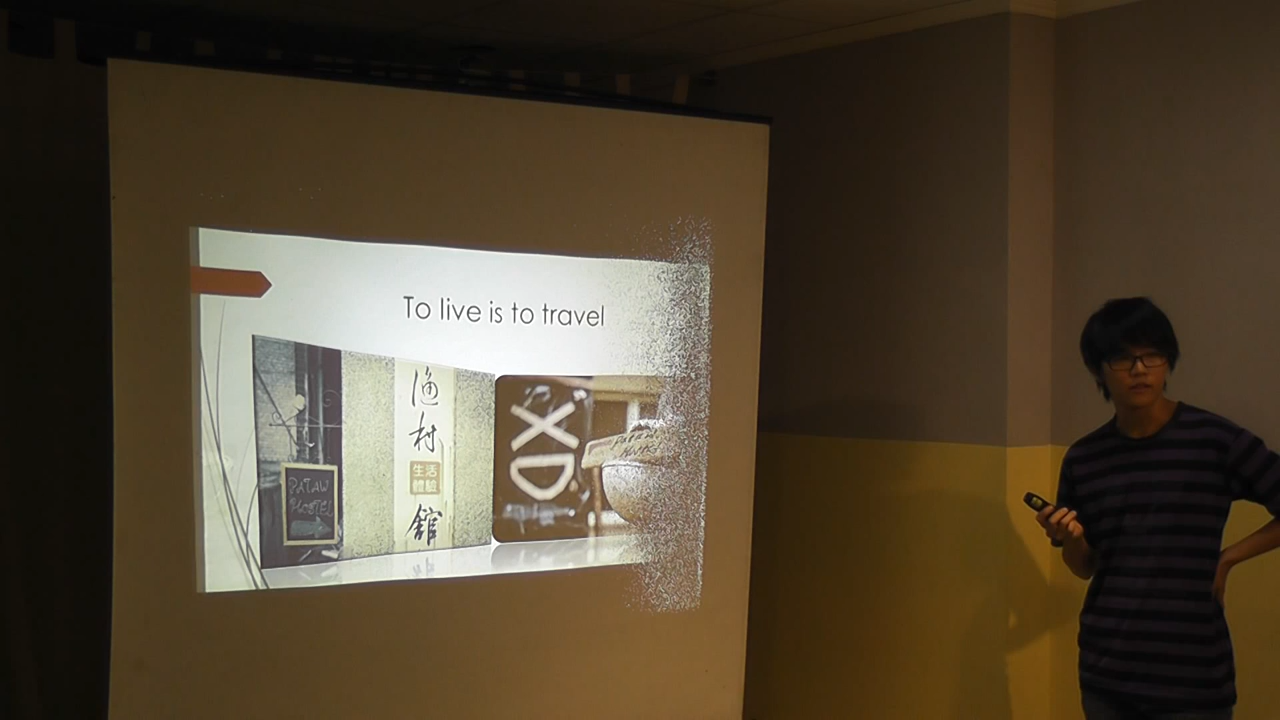 To live is to travel
PATAW
HOSTEL
漁
村
生活
體驗
館
XD